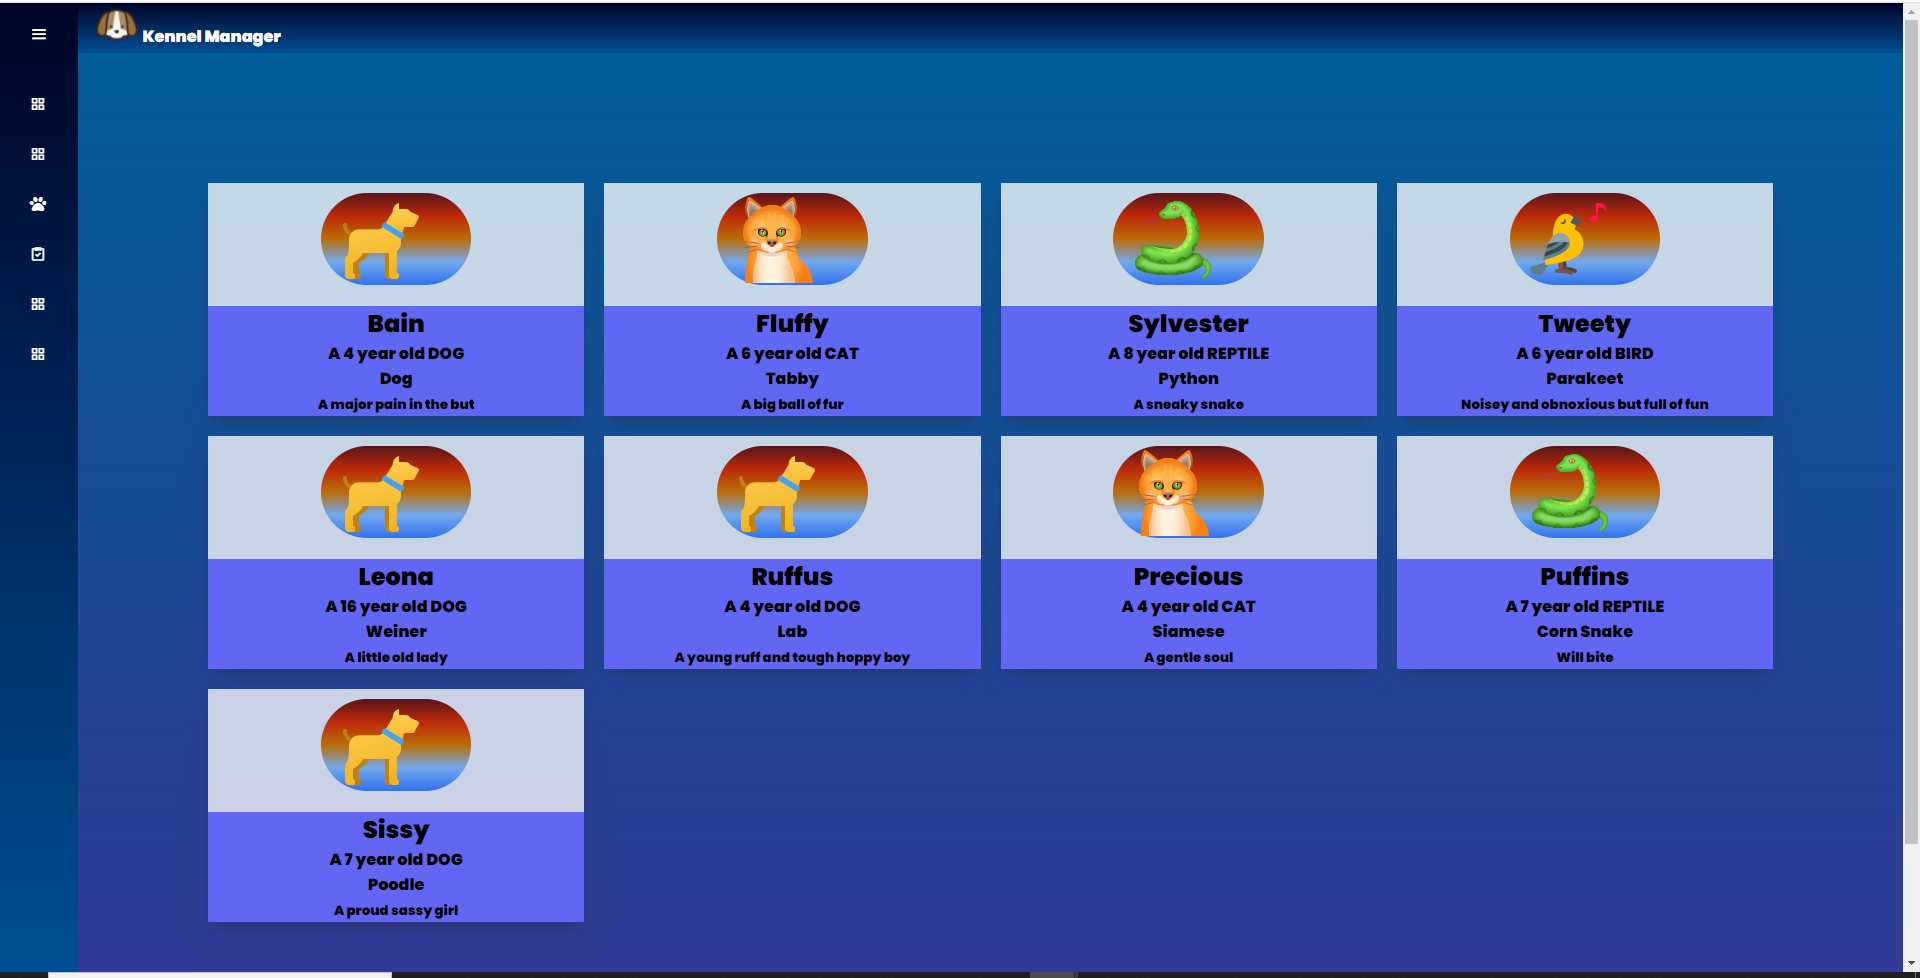 Kennel Manager
Bain
A 4 year old DOG
Dog
A major pain in the but
Fluffy
A 6 year old CAT
Tabby
A big ball of fur
Sylvester
A 8 year old REPTILE
Python
A sneaky snake
Tweety
A 6 year old BIRD
Parakeet
Noisey and obnoxious but full of fun
Leona
A 16 year old DOG
Weiner
A little old lady
Ruffus
A 4 year old DOG
Lab
A young ruff and tough hoppy boy
Precious
A 4 year old CAT
Siamese
A gentle soul
Puffins
A 7 year old REPTILE
Corn Snake
Will bite
Sissy
A 7 year old DOG
Poodle
A proud sassy girl